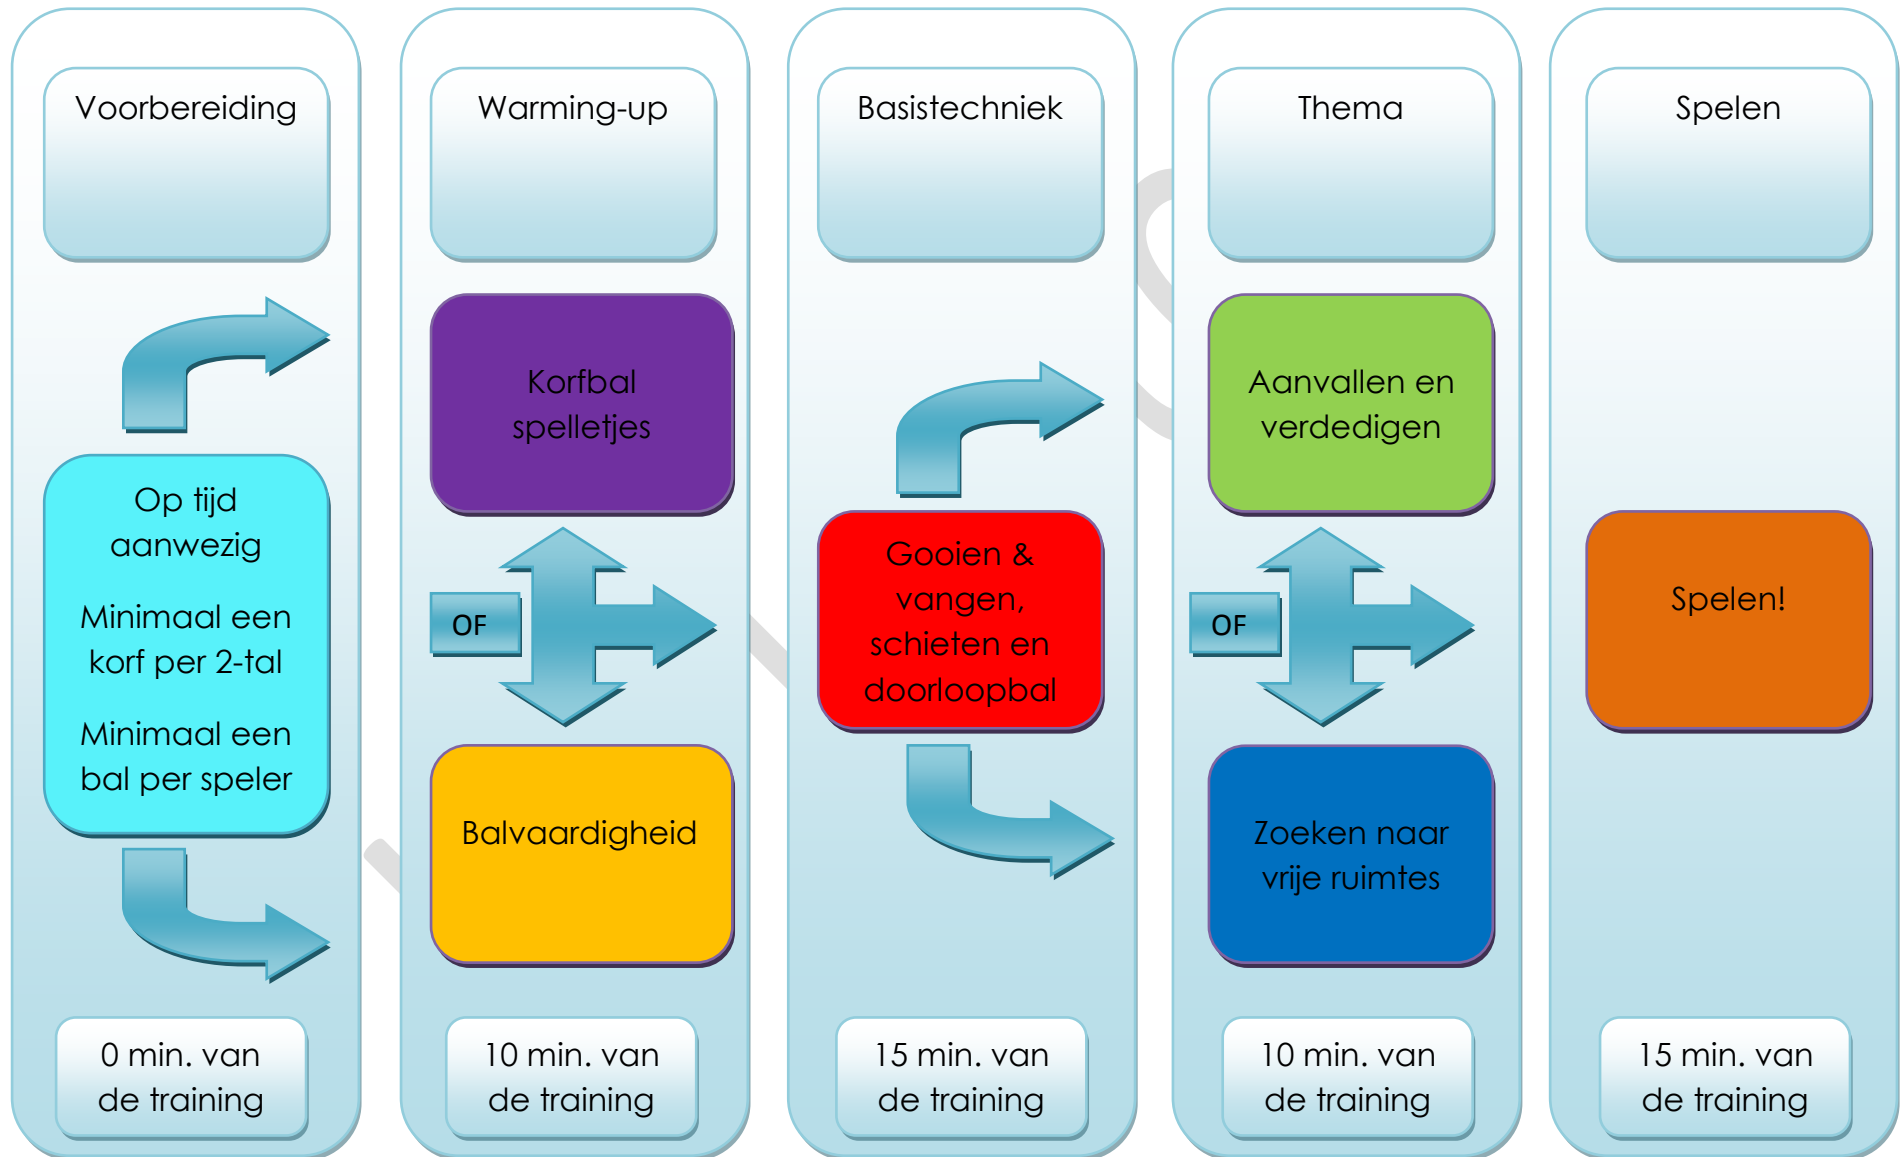 Voorbereiding
Op tijd
aanwezig
Minimaal een
korf per 2-tal
Minimaal een
bal per speler
0 min. van
de training
Warming-up
Korfbal
spelletjes
OF
Balvaardigheid
10 min. van
de training
Basistechniek
Gooien &
vangen,
schieten en
doorloopbal
15 min. van
de training
Thema
Aanvallen en
verdedigen
OF
Zoeken naar
vrije ruimtes
10 min. van
de training
Spelen
Spelen!
15 min. van
de training